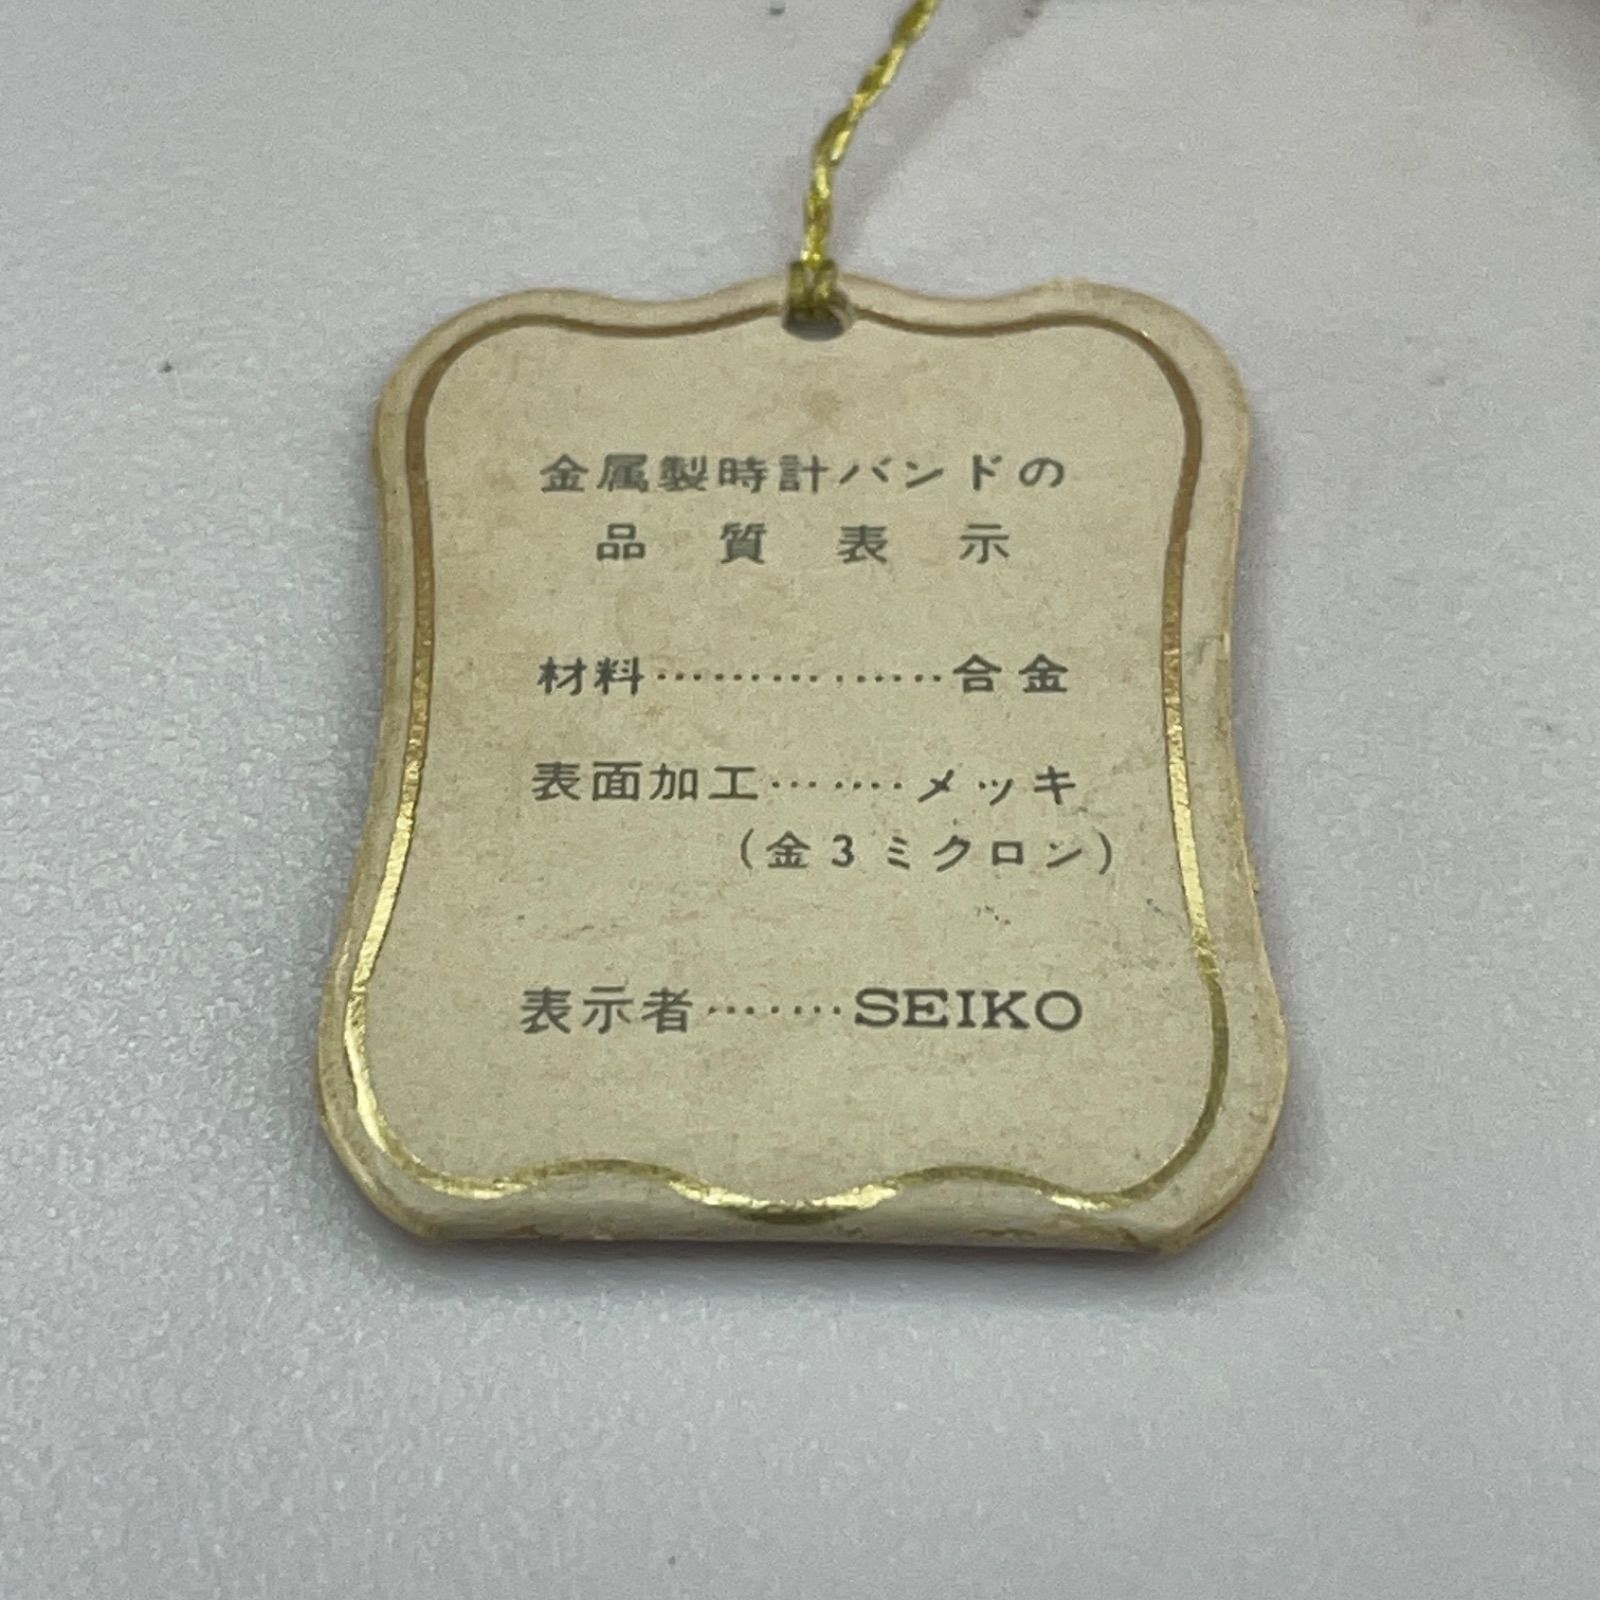 金属製時計バンドの
品質表示
材料……………合金
表面加工………メッキ
(金3ミクロン)
表示者………SEIKO